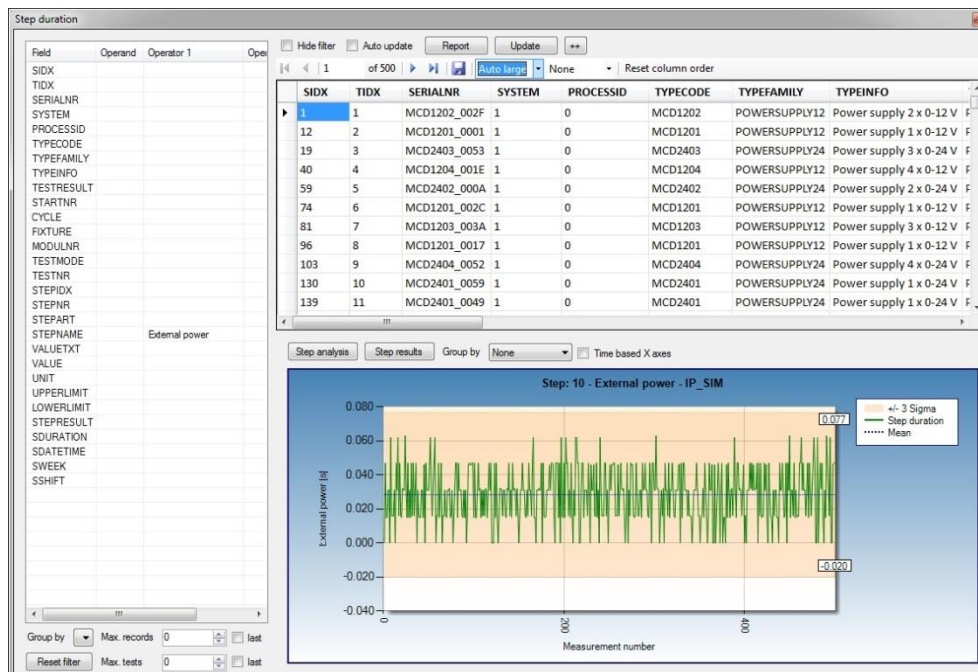 Step duration
Field Operand Operator 1 Oper
SIDX
TIDX
SERIALNR
SYSTEM
PROCESSID
TYPECODE
TYPEFAMILY
TYPEINFO
TESTRESULT
STARTNR
CYCLE
FIXTURE
MODULNR
TESTMODE
TESTNR
STEPIDX
STEPNR
STEPART
STEPNAME External power
VALUETXT
VALUE
UNIT
UPPERLIMIT
LOWERLIMIT
STEPRESULT
SDURATION
SDATETIME
SWEEK
SSHIFT
Group by Max. records 0 last
Reset filter Max. tests 0 last
Hide filter Auto update Report Update ↔
1 of 500 Auto large None Reset column order
SIDX TIDX SERIALNR SYSTEM PROCESSID TYPECODE TYPEFAMILY TYPEINFO
1 1 MCD1202_002F 1 0 MCD1202 POWERSUPPLY12 Power supply 2 x 0-12 V
12 2 MCD1201_0001 1 0 MCD1201 POWERSUPPLY12 Power supply 1 x 0-12 V
19 3 MCD2403_0053 1 0 MCD2403 POWERSUPPLY24 Power supply 3 x 0-24 V
40 4 MCD1204_001E 1 0 MCD1204 POWERSUPPLY12 Power supply 4 x 0-12 V
59 5 MCD2402_000A 1 0 MCD2402 POWERSUPPLY24 Power supply 2 x 0-24 V
74 6 MCD1201_002C 1 0 MCD1201 POWERSUPPLY12 Power supply 1 x 0-12 V
81 7 MCD1203_003A 1 0 MCD1203 POWERSUPPLY12 Power supply 3 x 0-12 V
96 8 MCD1201_0017 1 0 MCD1201 POWERSUPPLY12 Power supply 1 x 0-12 V
103 9 MCD2404_0052 1 0 MCD2404 POWERSUPPLY24 Power supply 4 x 0-24 V
130 10 MCD2401_0059 1 0 MCD2401 POWERSUPPLY24 Power supply 1 x 0-24 V
139 11 MCD2401_0049 1 0 MCD2401 POWERSUPPLY24 Power supply 1 x 0-24 V
Step analysis Step results Group by None Time based X axes
Step: 10 - External power - IP_SIM
+/- 3 Sigma
Step duration
Mean
0.080
0.077
0.060
0.040
0.020
0.000
-0.020
-0.020
-0.040
External power [s]
0 200 400
Measurement number